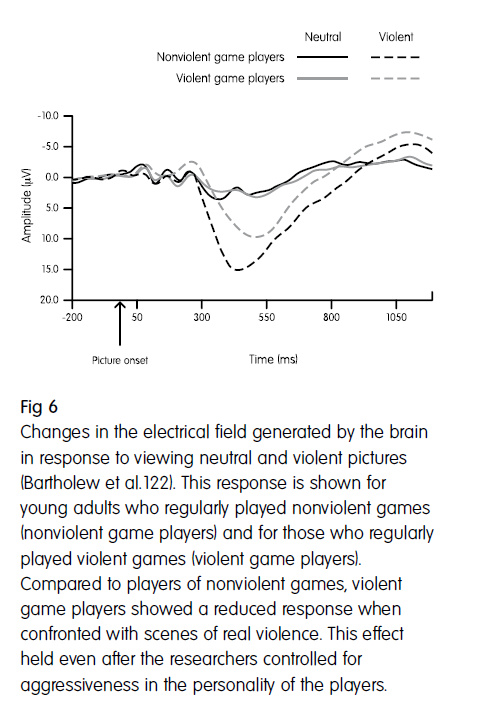 Neutral Violent
Nonviolent game players
Violent game players
-10.0
-5.0
0.0
5.0
10.0
15.0
20.0
Amplitude (µV)
-200 50 300 550 800 1050
Picture onset
Time (ms)
Fig 6
Changes in the electrical field generated by the brain
in response to viewing neutral and violent pictures
(Bartholew et al.122). This response is shown for
young adults who regularly played nonviolent games
(nonviolent game players) and for those who regularly
played violent games (violent game players).
Compared to players of nonviolent games, violent
game players showed a reduced response when
confronted with scenes of real violence. This effect
held even after the researchers controlled for
aggressiveness in the personality of the players.